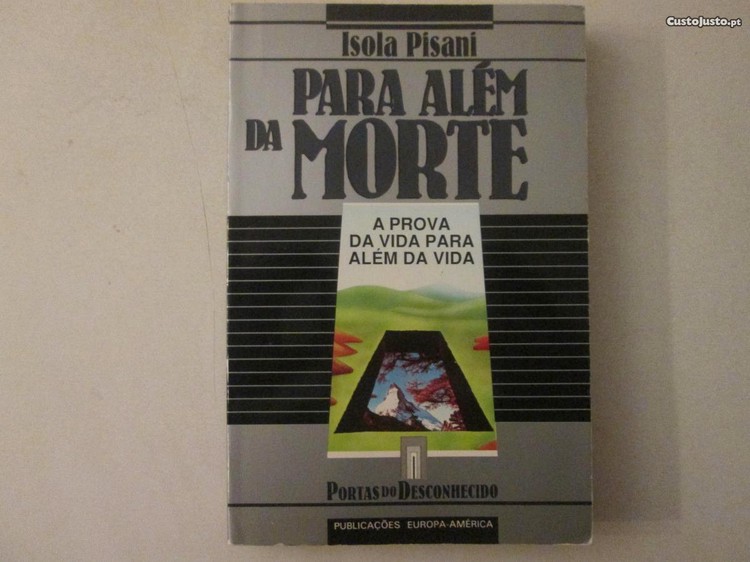 CustoJusto.pt
Isola Pisani
PARA ALÉM
DA MORTE
A PROVA
DA VIDA PARA
ALÉM DA VIDA
PORTAS DO DESCONHECIDO
PUBLICAÇÕES EUROPA-AMÉRICA